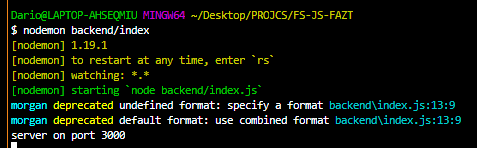 Dario@LAPTOP-AHSEQMIU MINGW64 ~/Desktop/PROJCS/FS-JS-FAZT
$ nodemon backend/index
[nodemon] 1.19.1
[nodemon] to restart at any time, enter `rs`
[nodemon] watching: *.*
[nodemon] starting `node backend/index.js`
morgan deprecated undefined format: specify a format backend\index.js:13:9
morgan deprecated default format: use combined format backend\index.js:13:9
server on port 3000